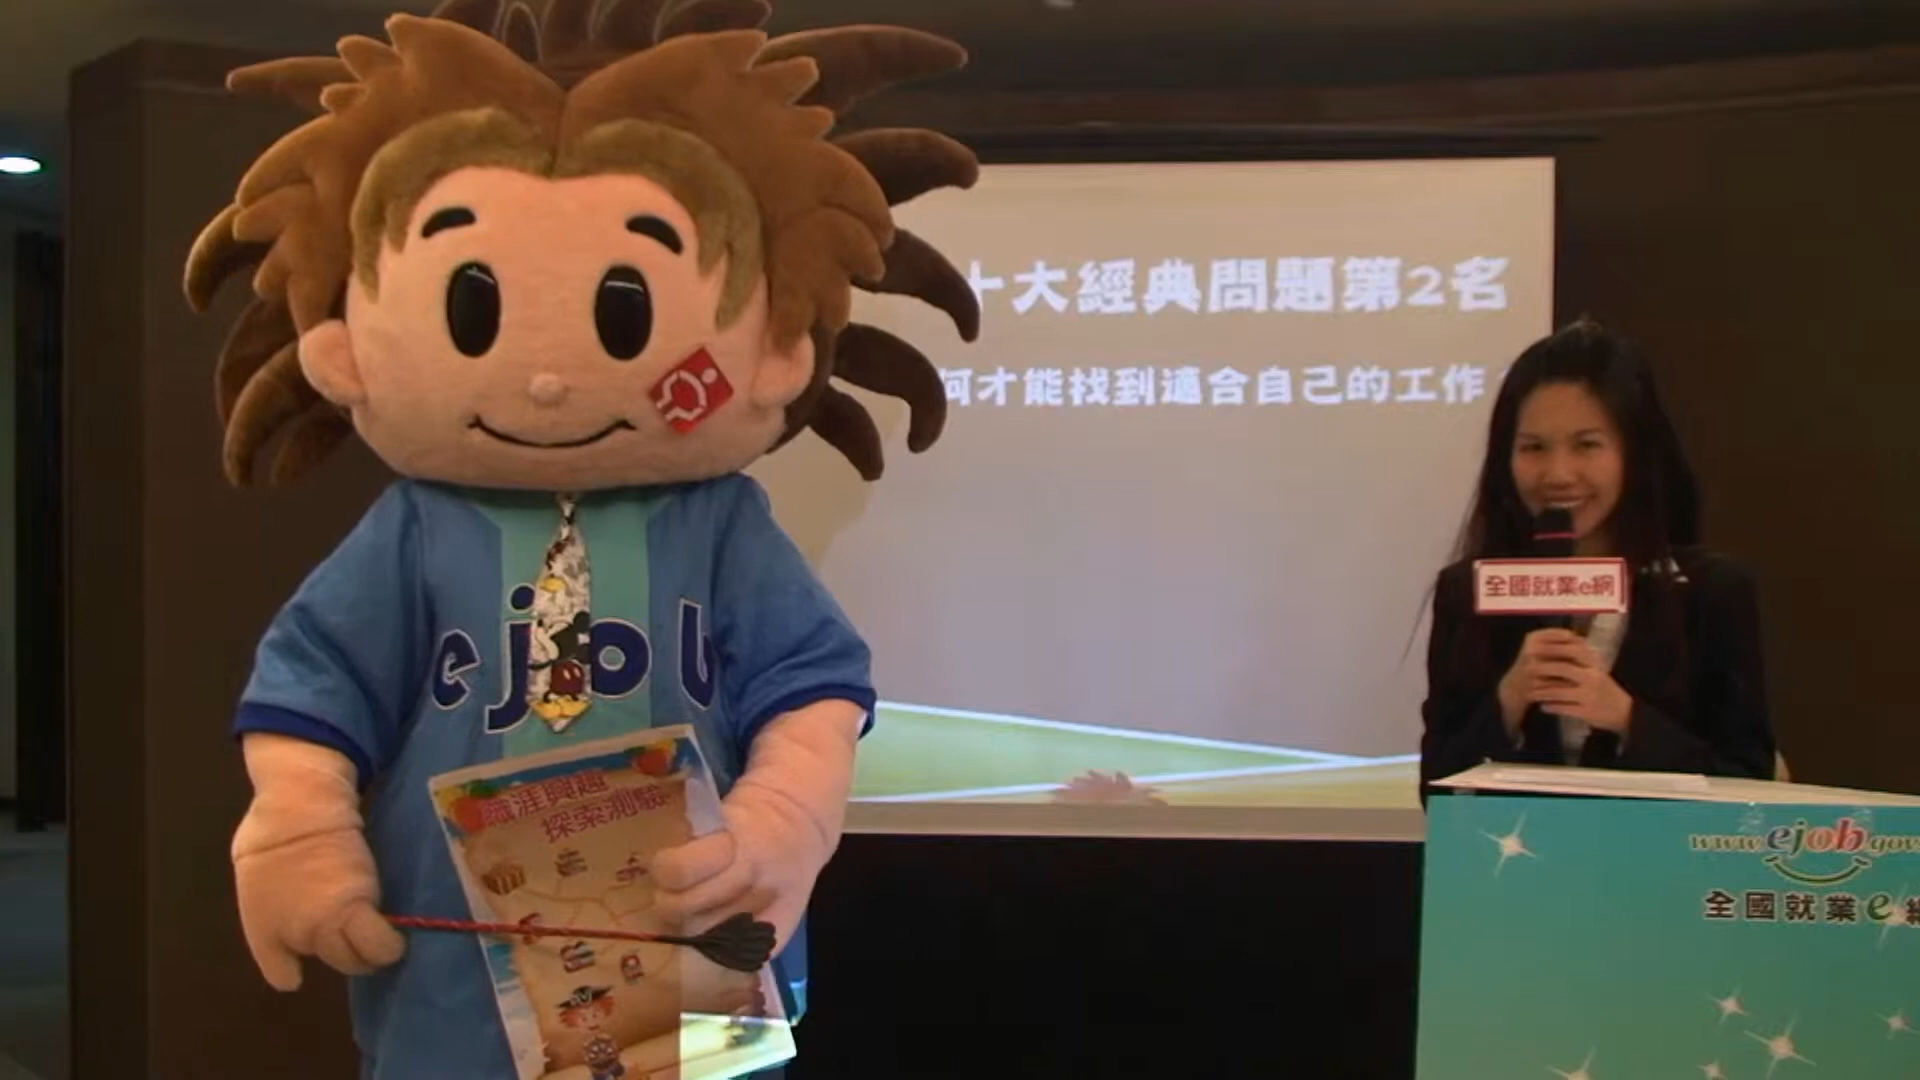 十大經典問題第2名
何才能找到適合自己的工作
全國就業e網
ejob
職涯興趣
探索測驗
www.ejob.gov
全國就業e網